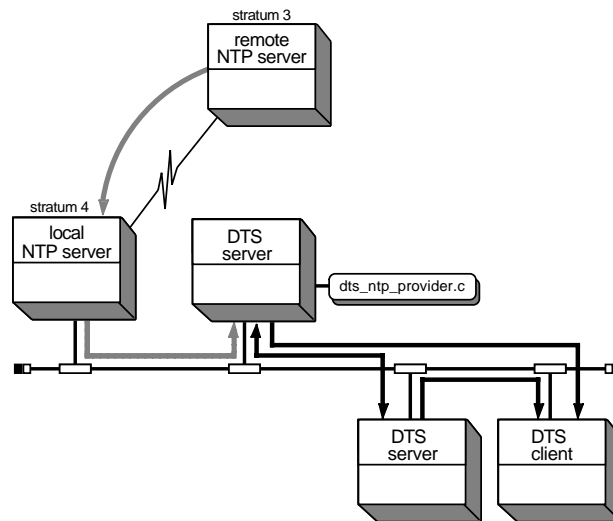 stratum 3
remote
NTP server
stratum 4
local
NTP server
DTS
server
dts_ntp_provider.c
DTS
server
DTS
client